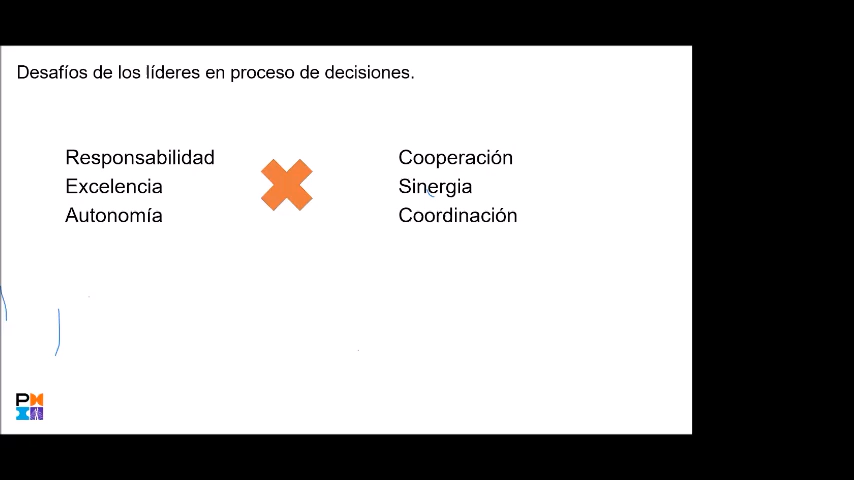 Desafíos de los líderes en proceso de decisiones.
Responsabilidad
Excelencia
Autonomía
Cooperación
Sinergia
Coordinación